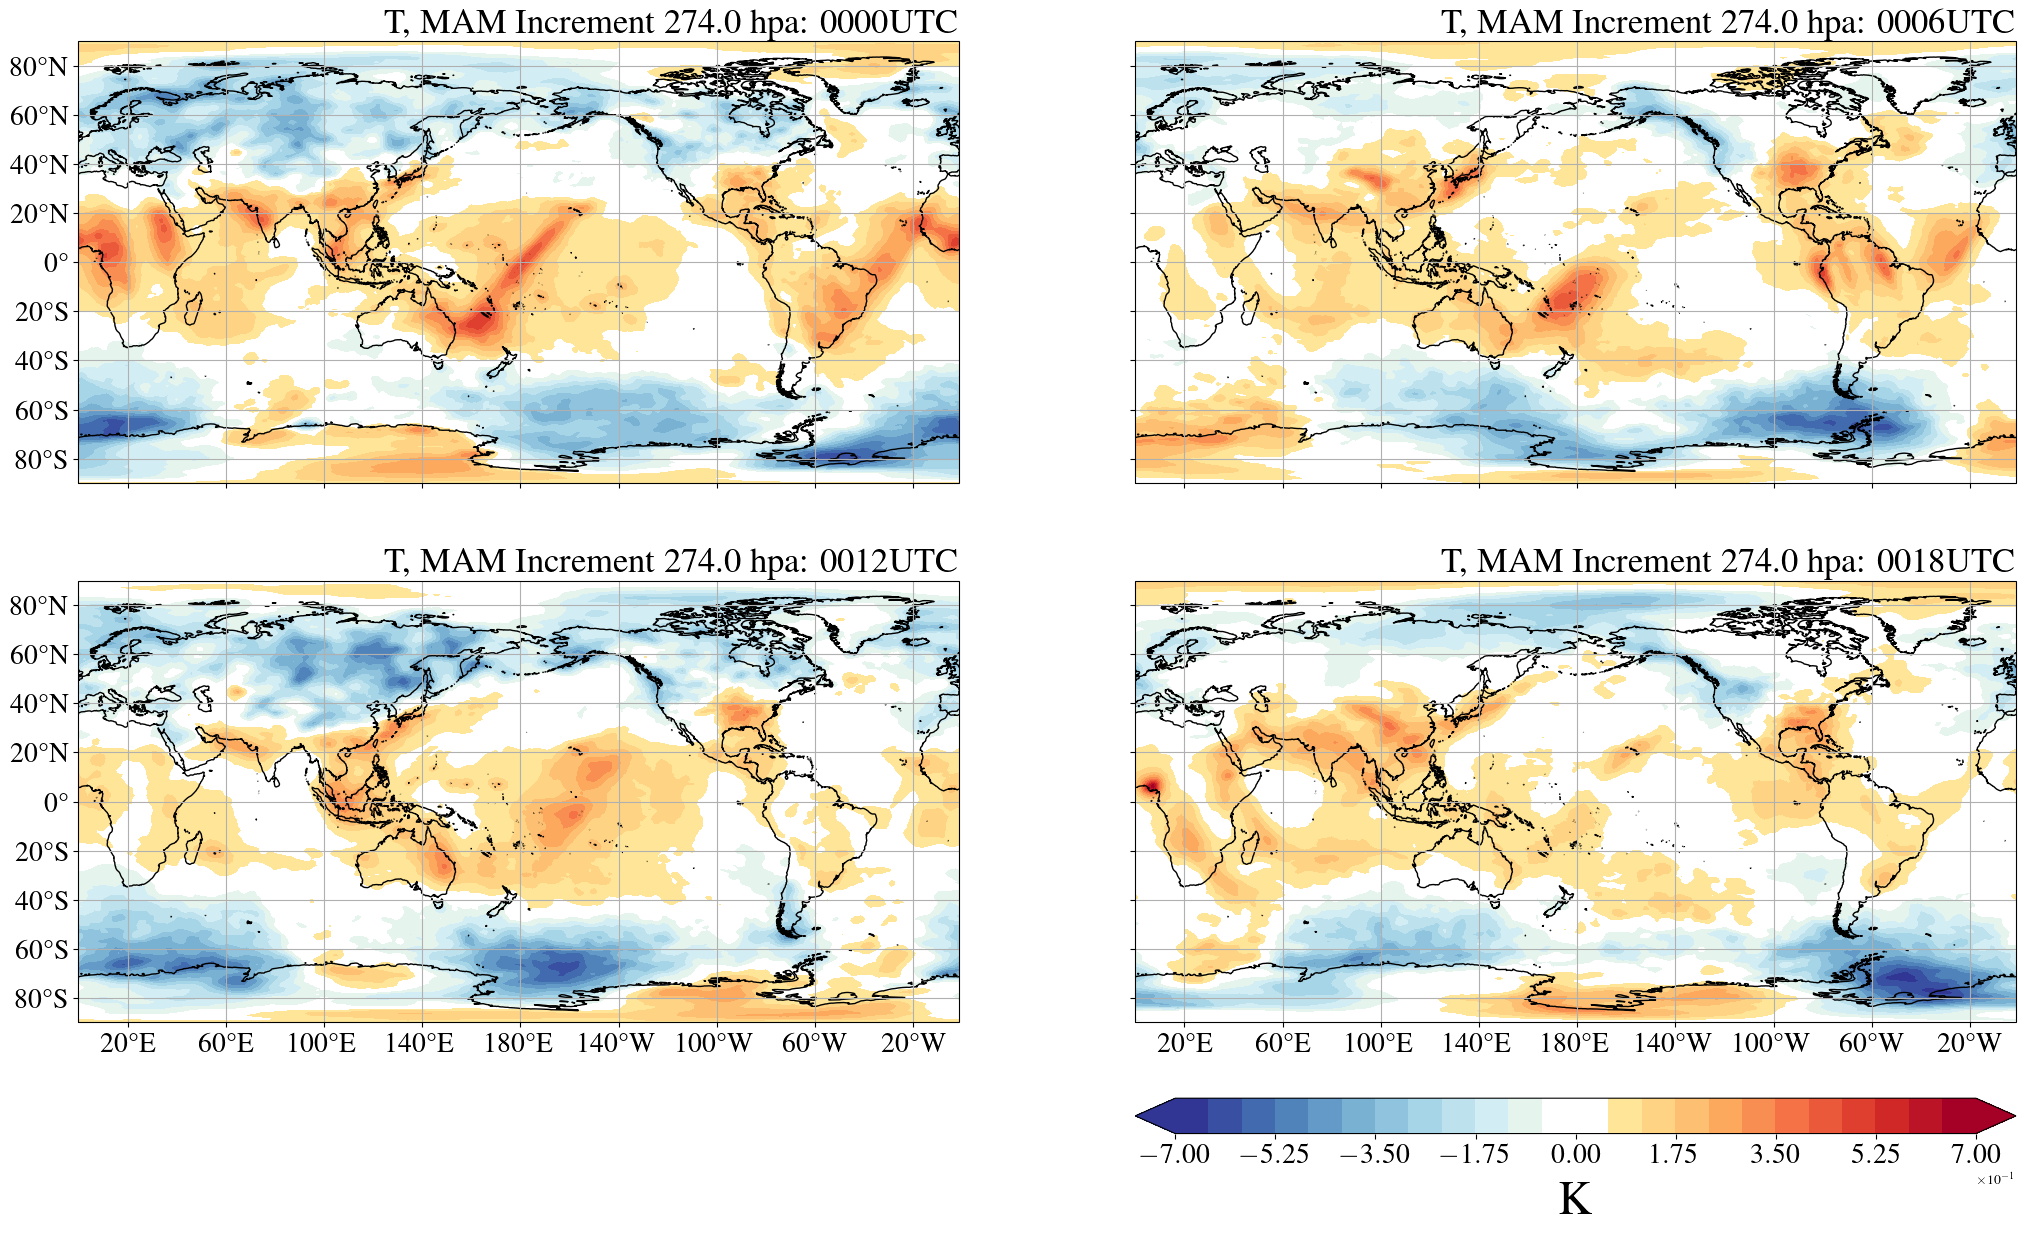 T, MAM Increment 274.0 hpa: 0000UTC
T, MAM Increment 274.0 hpa: 0006UTC
80°N
60°N
40°N
20°N
0°
20°S
40°S
60°S
80°S
T, MAM Increment 274.0 hpa: 0012UTC
T, MAM Increment 274.0 hpa: 0018UTC
80°N
60°N
40°N
20°N
0°
20°S
40°S
60°S
80°S
20°E 60°E 100°E 140°E 180°E 140°W 100°W 60°W 20°W
20°E 60°E 100°E 140°E 180°E 140°W 100°W 60°W 20°W
−7.00 −5.25 −3.50 −1.75 0.00 1.75 3.50 5.25 7.00
×10⁻¹
K